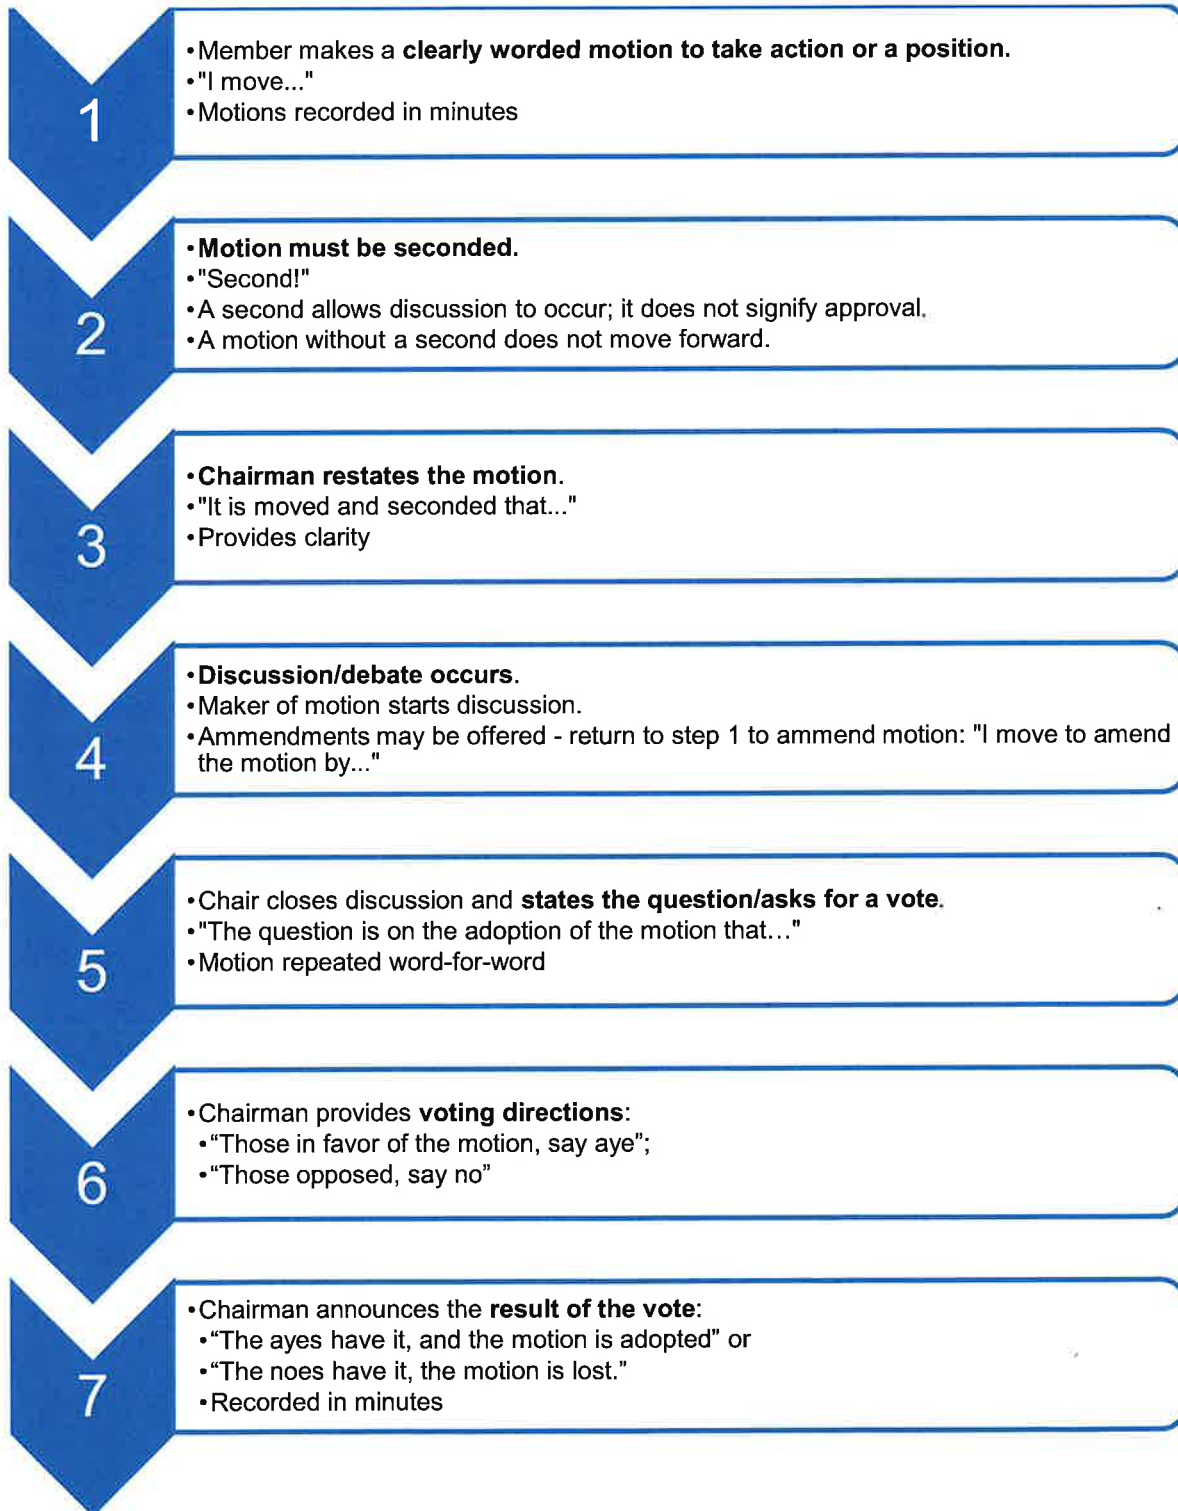 1
•Member makes a clearly worded motion to take action or a position.
•"I move..."
•Motions recorded in minutes
2
•Motion must be seconded.
•"Second!"
•A second allows discussion to occur; it does not signify approval.
•A motion without a second does not move forward.
3
•Chairman restates the motion.
•"It is moved and seconded that..."
•Provides clarity
4
•Discussion/debate occurs.
•Maker of motion starts discussion.
•Ammendments may be offered - return to step 1 to ammend motion: "I move to amend
the motion by..."
5
•Chair closes discussion and states the question/asks for a vote.
•"The question is on the adoption of the motion that..."
•Motion repeated word-for-word
6
•Chairman provides voting directions:
•“Those in favor of the motion, say aye”;
•“Those opposed, say no”
7
•Chairman announces the result of the vote:
•“The ayes have it, and the motion is adopted” or
•“The noes have it, the motion is lost.”
•Recorded in minutes